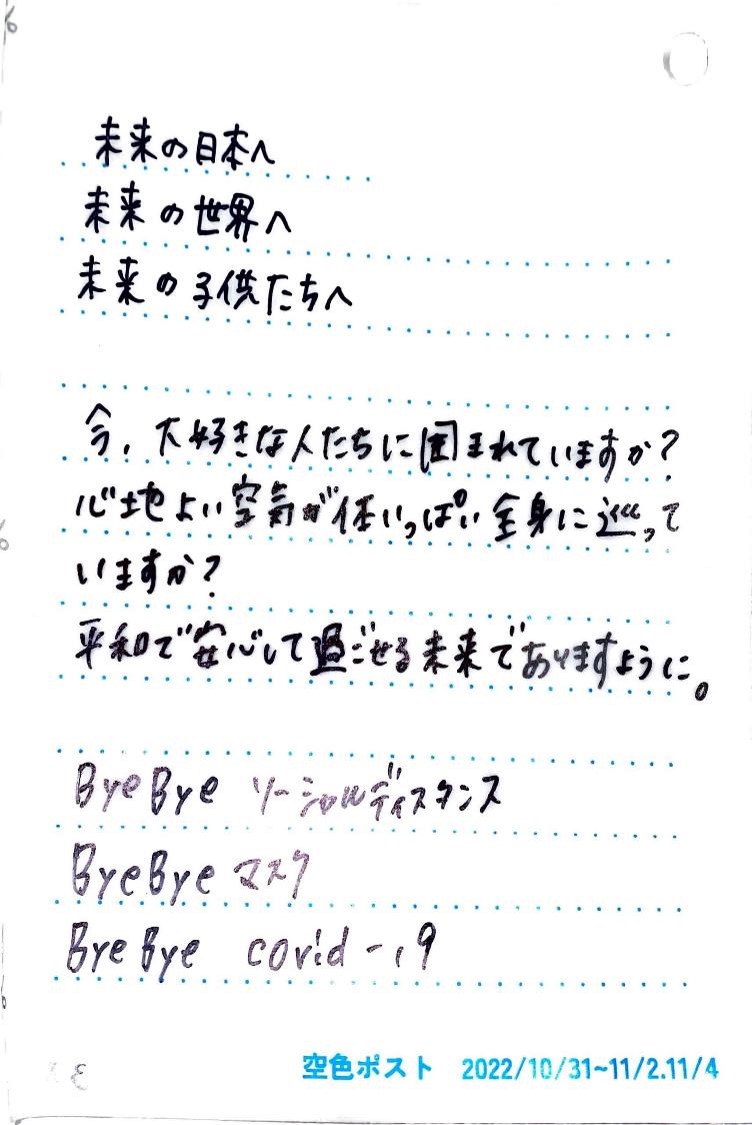 未来の日本へ
未来の世界へ
未来の子供たちへ
今、大好きな人たちに囲まれていますか?
心地よい空気が体いっぱい全身に巡って
いますか?
平和で安心して過ごせる未来でありますように。
ByeBye ソーシャルディスタンス
ByeBye マスク
Bye Bye covid-19
空色ポスト 2022/10/31~11/2.11/4